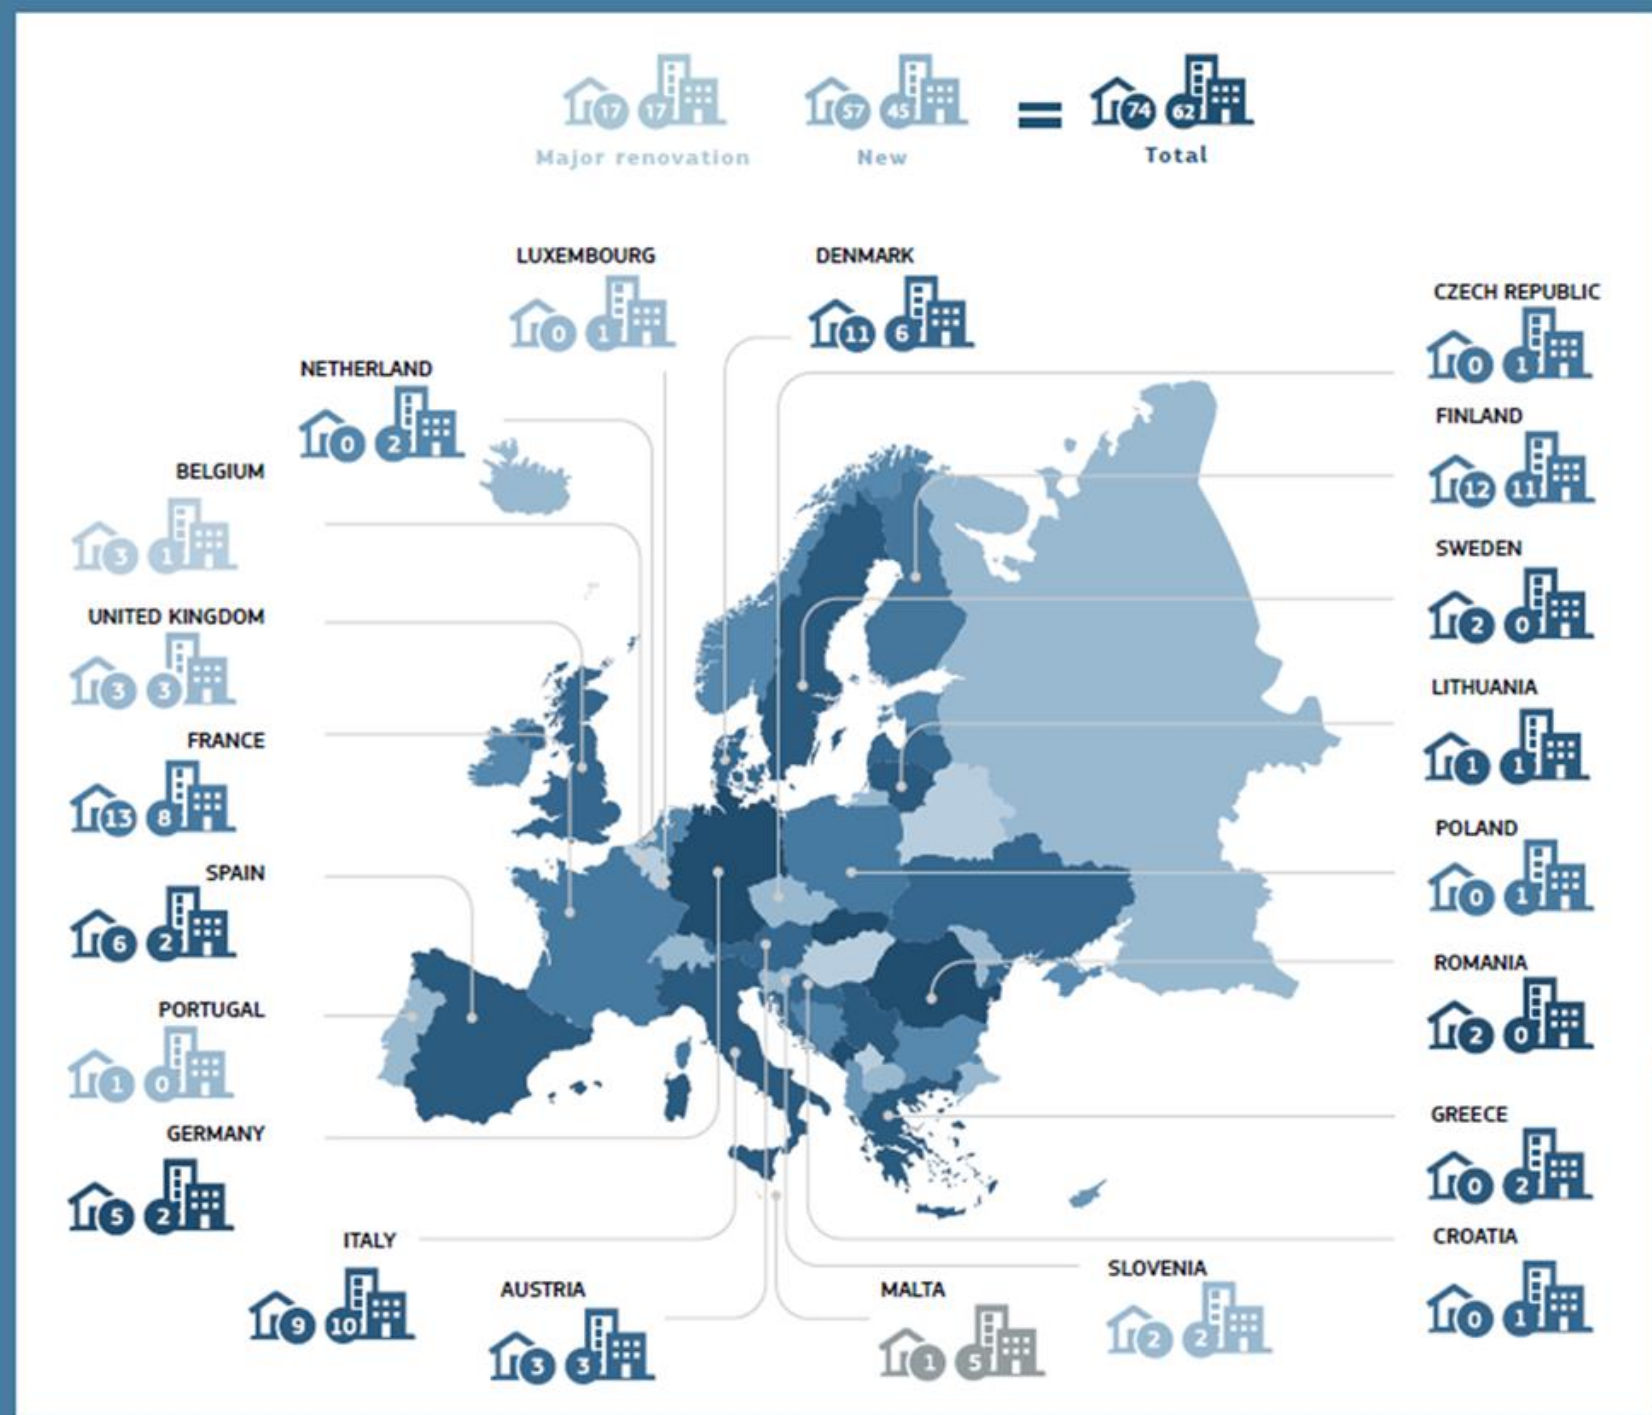 17 17 57 45 74 62
Major renovation New Total
LUXEMBOURG
0 1
DENMARK
11 6
CZECH REPUBLIC
0 1
NETHERLAND
0 2
FINLAND
12 11
BELGIUM
3 1
SWEDEN
2 0
UNITED KINGDOM
3 3
LITHUANIA
1 1
FRANCE
13 8
POLAND
0 1
SPAIN
6 2
ROMANIA
2 0
PORTUGAL
1 0
GREECE
0 2
GERMANY
5 2
CROATIA
0 1
ITALY
9 10
AUSTRIA
3 3
MALTA
1 5
SLOVENIA
2 2